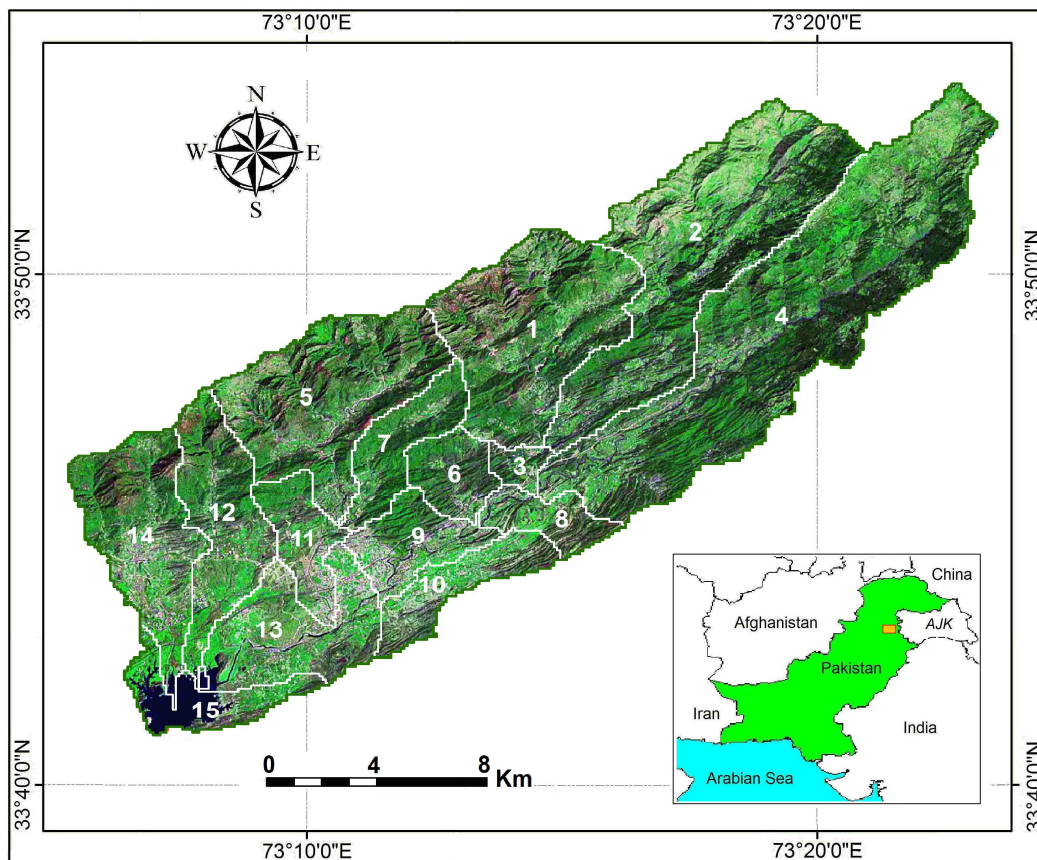 73°10'0"E
73°20'0"E
N
W
E
S
33°50'0"N
33°50'0"N
2
1
4
5
7
6
3
8
12
14
11
9
10
13
15
0
4
8
Km
China
Afghanistan
AJK
Pakistan
Iran
India
Arabian Sea
33°40'0"N
33°40'0"N
73°10'0"E
73°20'0"E